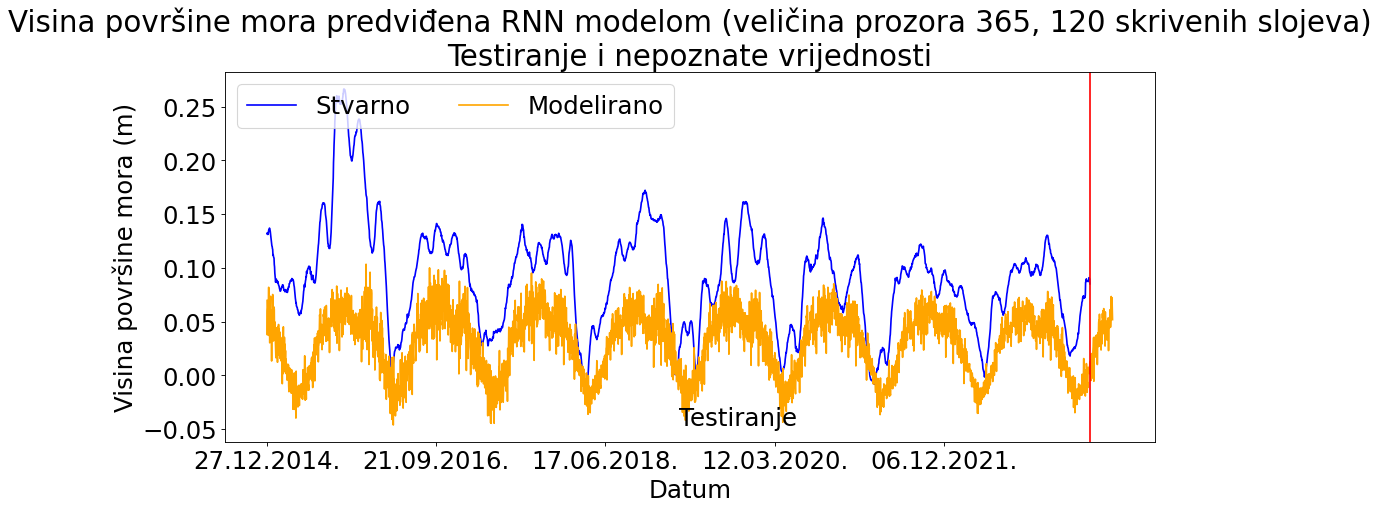 Visina površine mora predviđena RNN modelom (veličina prozora 365, 120 skrivenih slojeva)
Testiranje i nepoznate vrijednosti
Stvarno
Modelirano
Visina površine mora (m)
0.25
0.20
0.15
0.10
0.05
0.00
−0.05
Testiranje
27.12.2014.
21.09.2016.
17.06.2018.
12.03.2020.
06.12.2021.
Datum